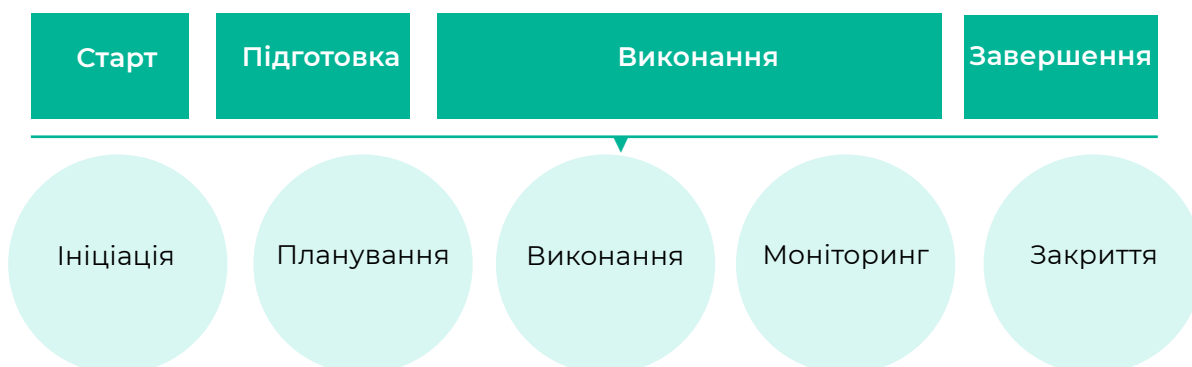 Старт
Підготовка
Виконання
Завершення
Ініціація
Планування
Виконання
Моніторинг
Закриття